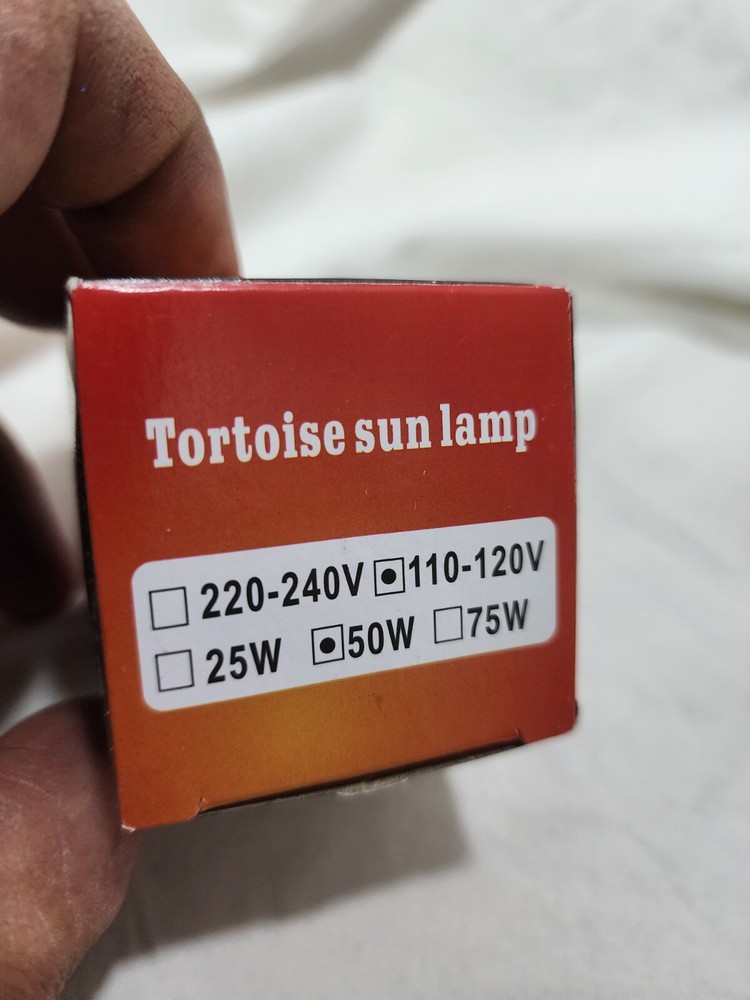 Tortoise sun lamp
220-240V 110-120V
25W 50W 75W